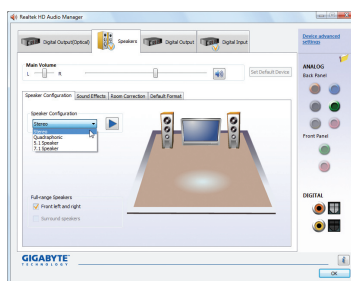 Realtek HD Audio Manager
Digital Output(Optical)
Speakers
Digital Output
Digital Input
Device advanced
settings
Main Volume
L
R
Set Default Device
ANALOG
Back Panel
Speaker Configuration
Sound Effects
Room Correction
Default Format
Speaker Configuration
Stereo
Stereo
Quadraphonic
5.1 Speaker
7.1 Speaker
Front Panel
Full-range Speakers
Front left and right
Surround speakers
DIGITAL
GIGABYTE
TECHNOLOGY
OK